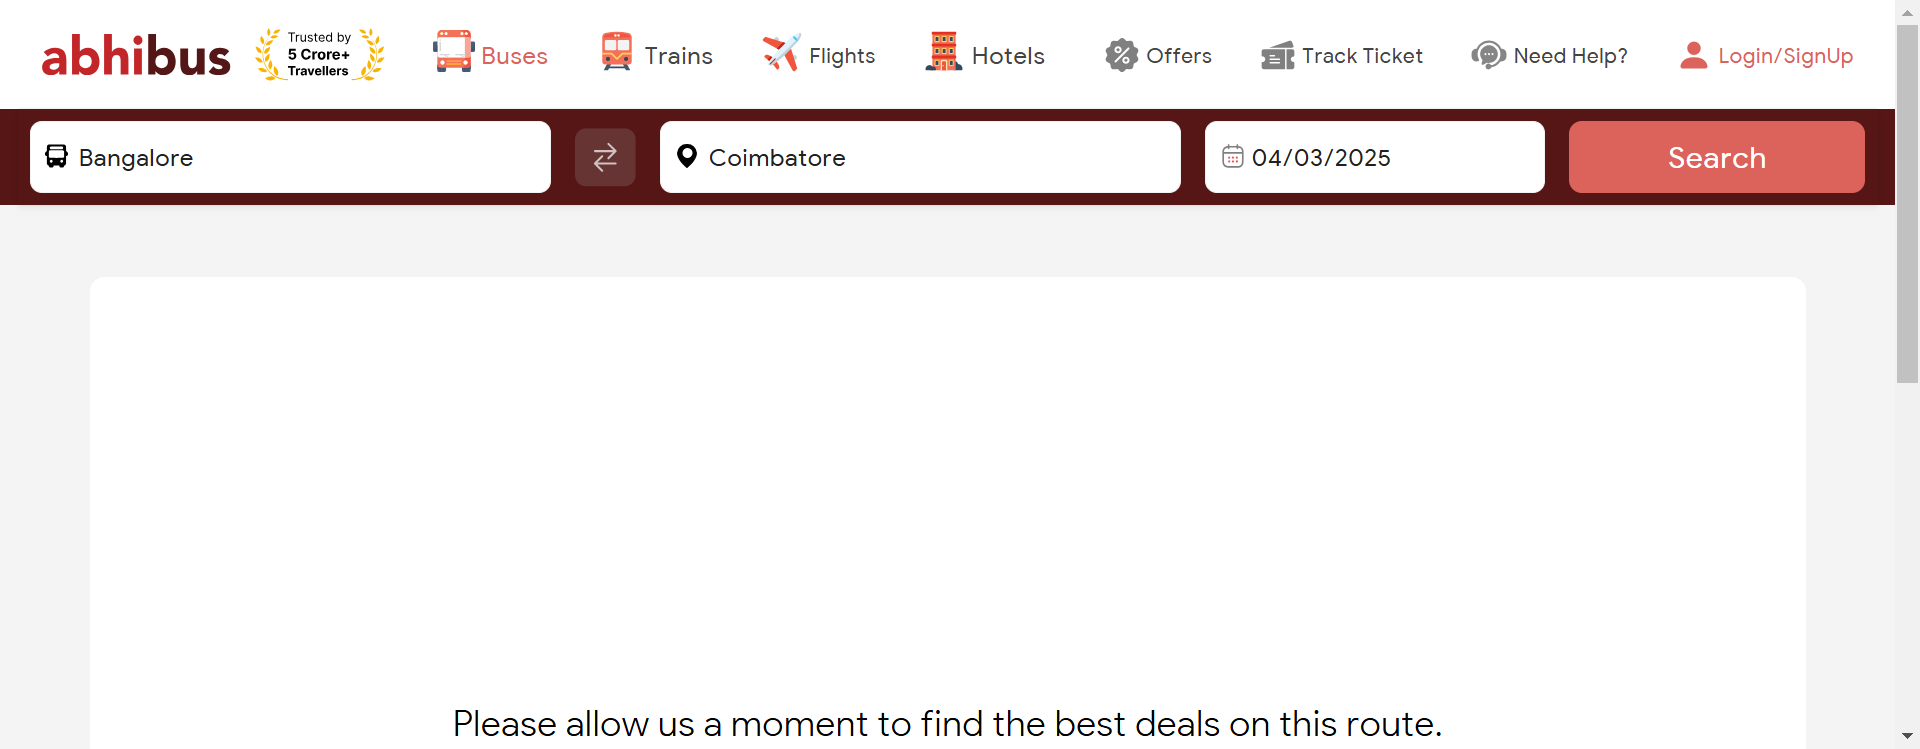 abhibus
Trusted by
5 Crore+
Travellers
Buses
Trains
Flights
Hotels
Offers
Track Ticket
Need Help?
Login/SignUp
Bangalore
Coimbatore
04/03/2025
Search
Please allow us a moment to find the best deals on this route.